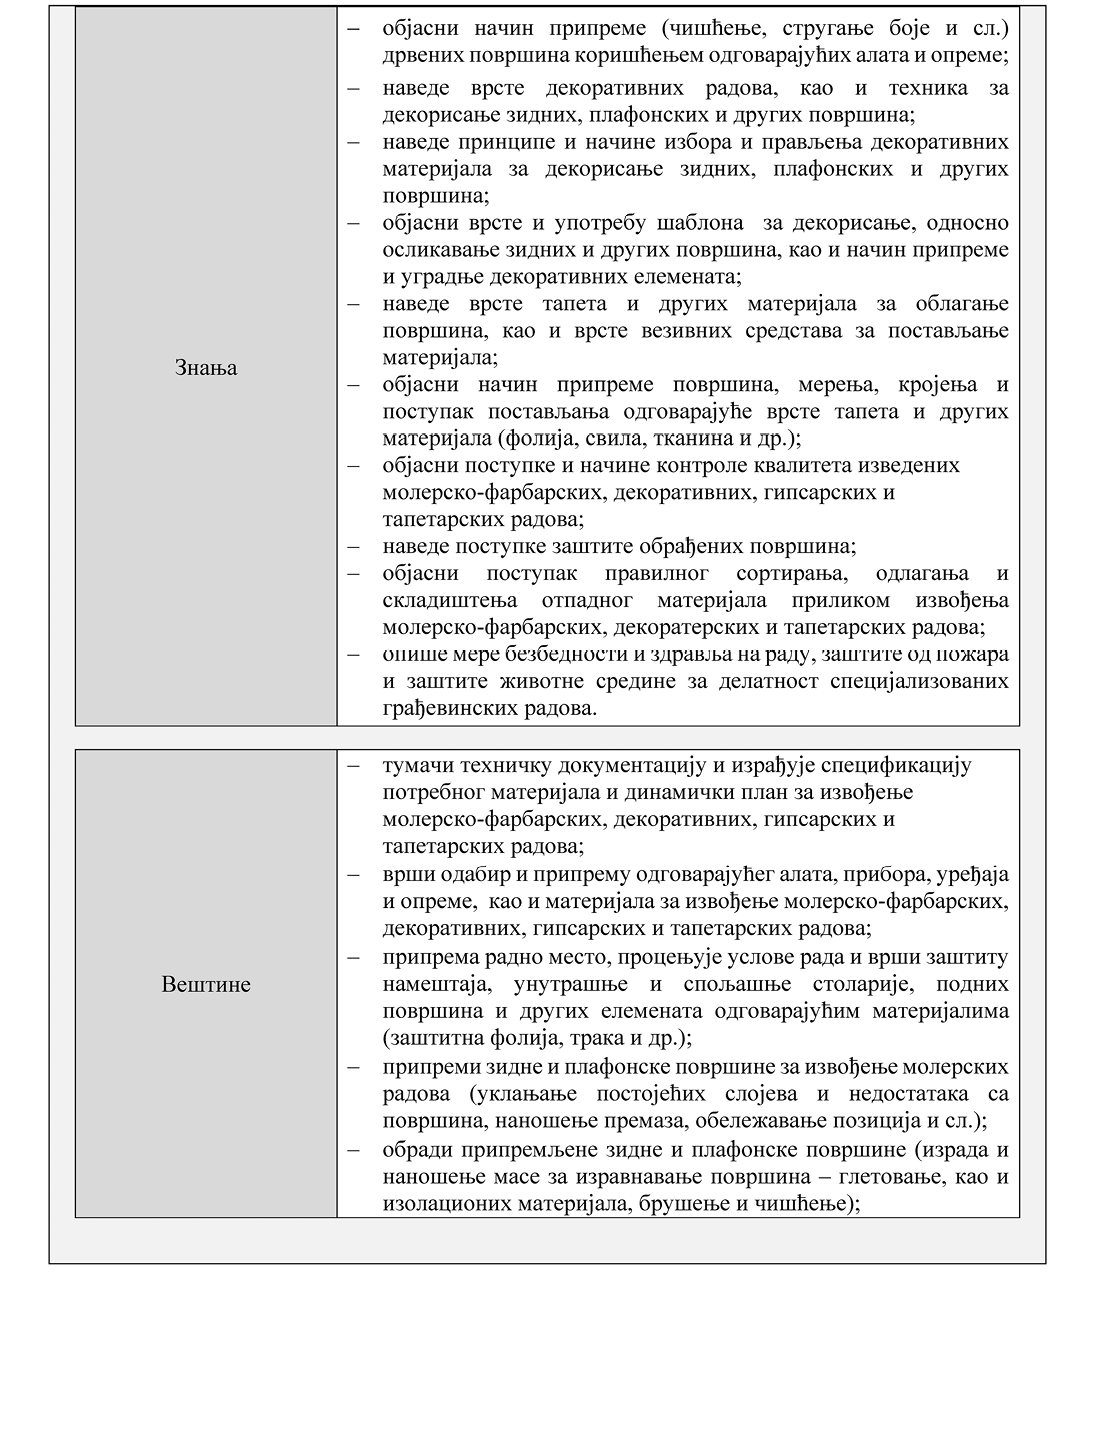 – објасни начин припреме (чишћење, стругање боје и сл.)
дрвених површина коришћењем одговарајућих алата и опреме;
– наведе врсте декоративних радова, као и техника за
декорисање зидних, плафонских и других површина;
– наведе принципе и начине избора и прављења декоративних
материјала за декорисање зидних, плафонских и других
површина;
– објасни врсте и употребу шаблона  за декорисање, односно
осликавање зидних и других површина, као и начин припреме
и уградње декоративних елемената;
– наведе врсте тапета и других материјала за облагање
површина, као и врсте везивних средстава за постављање
материјала;
Знања
– објасни начин припреме површина, мерења, кројења и
поступак постављања одговарајуће врсте тапета и других
материјала (фолија, свила, тканина и др.);
– објасни поступке и начине контроле квалитета изведених
молерско-фарбарских, декоративних, гипсарских и
тапетарских радова;
– наведе поступке заштите обрађених површина;
– објасни поступак правилног сортирања, одлагања и
складиштења отпадног материјала приликом извођења
молерско-фарбарских, декоратерских и тапетарских радова;
– опише мере безбедности и здравља на раду, заштите од пожара
и заштите животне средине за делатност специјализованих
грађевинских радова.
– тумачи техничку документацију и израђује спецификацију
потребног материјала и динамички план за извођење
молерско-фарбарских, декоративних, гипсарских и
тапетарских радова;
– врши одабир и припрему одговарајућег алата, прибора, уређаја
и опреме,  као и материјала за извођење молерско-фарбарских,
декоративних, гипсарских и тапетарских радова;
– припрема радно место, процењује услове рада и врши заштиту
Вештине
намештаја, унутрашње и спољашње столарије, подних
површина и других елемената одговарајућим материјалима
(заштитна фолија, трака и др.);
– припреми зидне и плафонске површине за извођење молерских
радова (уклањање постојећих слојева и недостатака са
површина, наношење премаза, обележавање позиција и сл.);
– обради припремљене зидне и плафонске површине (израда и
наношење масе за изравнавање површина – глетовање, као и
изолационих материјала, брушење и чишћење);